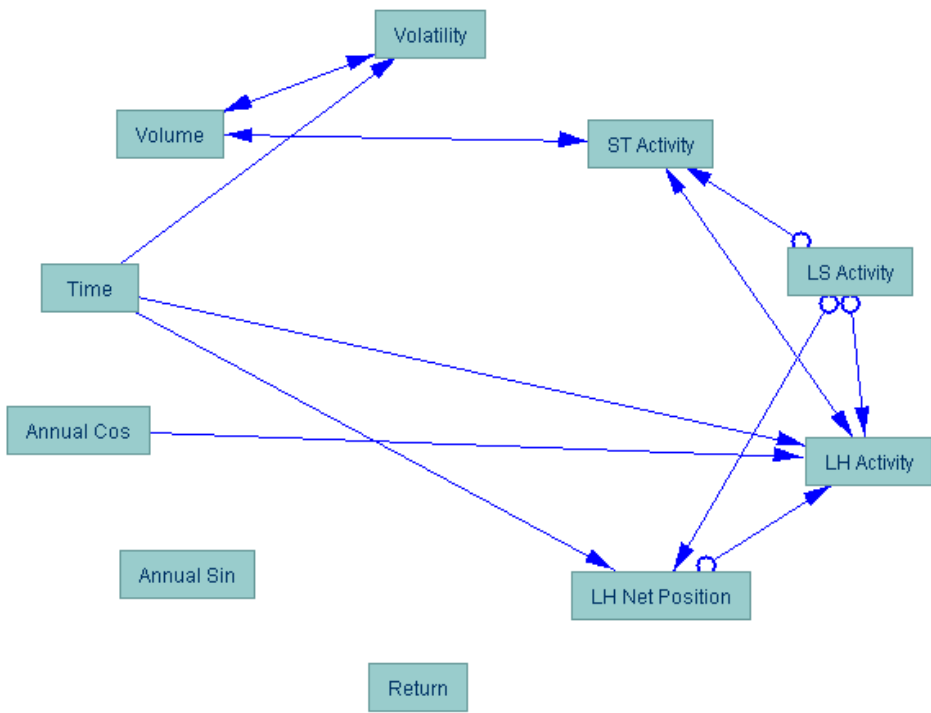 Volatility
Volume
ST Activity
LS Activity
Time
Annual Cos
LH Activity
Annual Sin
LH Net Position
Return